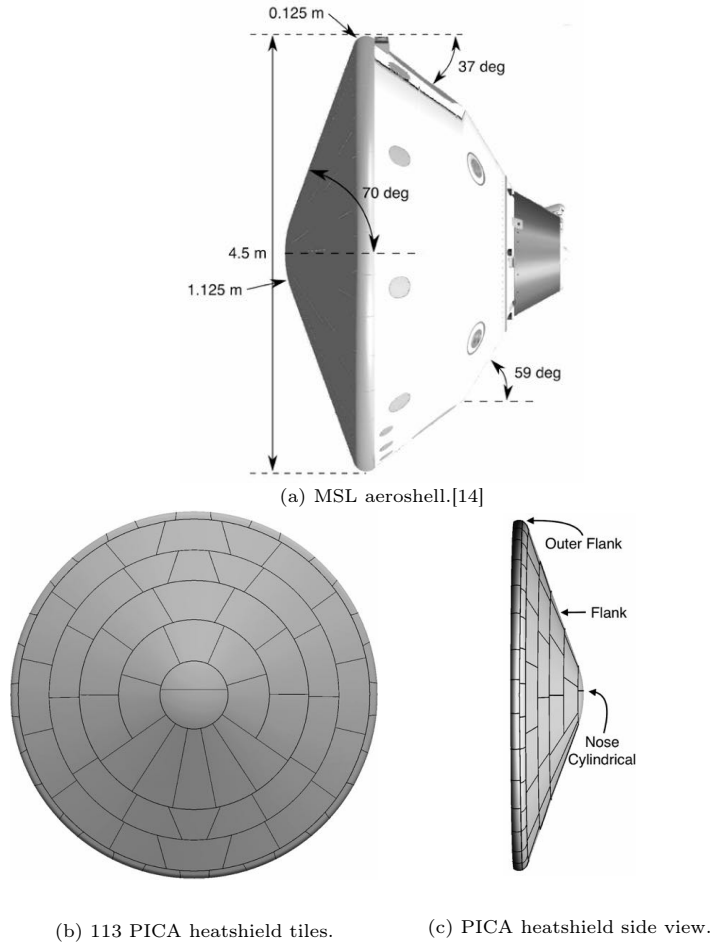 0.125 m
37 deg
70 deg
4.5 m
1.125 m
59 deg
(a) MSL aeroshell.[14]
Outer Flank
Flank
Nose
Cylindrical
(b) 113 PICA heatshield tiles.
(c) PICA heatshield side view.